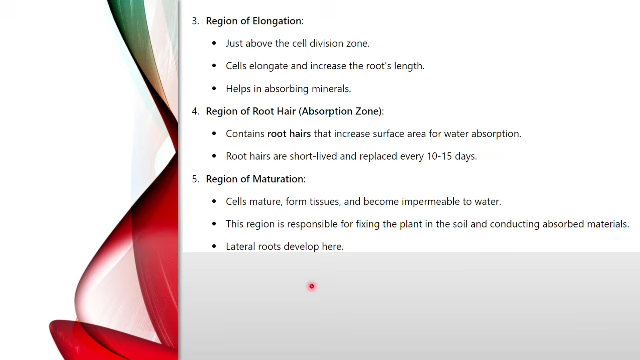 3. Region of Elongation:
• Just above the cell division zone.
• Cells elongate and increase the root's length.
• Helps in absorbing minerals.
4. Region of Root Hair (Absorption Zone):
• Contains root hairs that increase surface area for water absorption.
• Root hairs are short-lived and replaced every 10-15 days.
5. Region of Maturation:
• Cells mature, form tissues, and become impermeable to water.
• This region is responsible for fixing the plant in the soil and conducting absorbed materials.
• Lateral roots develop here.